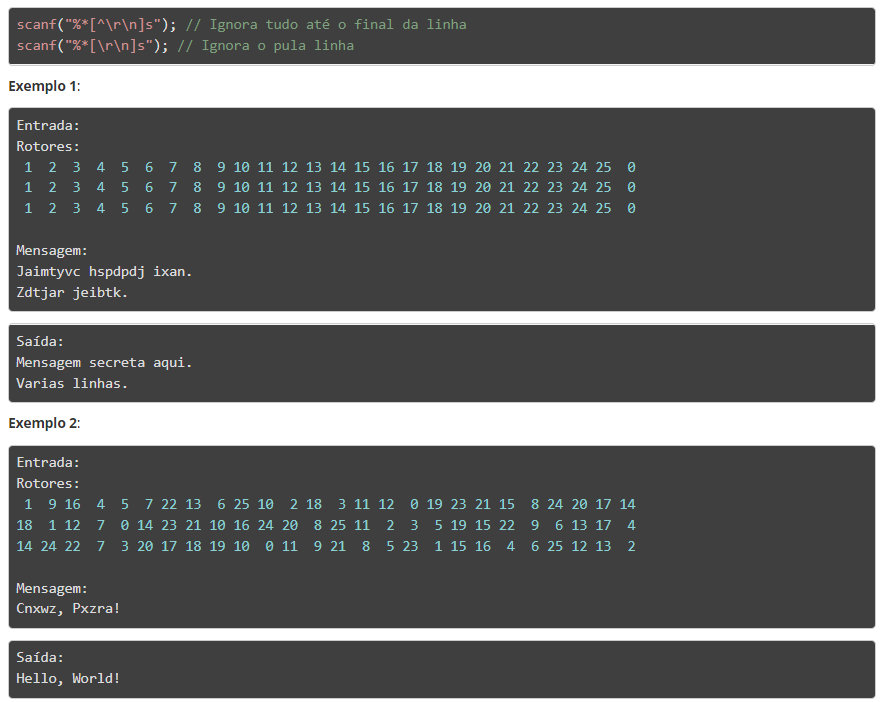 scanf("%*[^\r\n]s"); // Ignora tudo até o final da linha
scanf("%*[\r\n]s"); // Ignora o pula linha
Exemplo 1:
Entrada:
Rotores:
 1  2  3  4  5  6  7  8  9 10 11 12 13 14 15 16 17 18 19 20 21 22 23 24 25  0
 1  2  3  4  5  6  7  8  9 10 11 12 13 14 15 16 17 18 19 20 21 22 23 24 25  0
 1  2  3  4  5  6  7  8  9 10 11 12 13 14 15 16 17 18 19 20 21 22 23 24 25  0
Mensagem:
Jaimtyvc hspdpdj ixan.
Zdtjar jeibtk.
Saída:
Mensagem secreta aqui.
Varias linhas.
Exemplo 2:
Entrada:
Rotores:
 1  9 16  4  5  7 22 13  6 25 10  2 18  3 11 12  0 19 23 21 15  8 24 20 17 14
18  1 12  7  0 14 23 21 10 16 24 20  8 25 11  2  3  5 19 15 22  9  6 13 17  4
14 24 22  7  3 20 17 18 19 10  0 11  9 21  8  5 23  1 15 16  4  6 25 12 13  2
Mensagem:
Cnxwz, Pxzra!
Saída:
Hello, World!